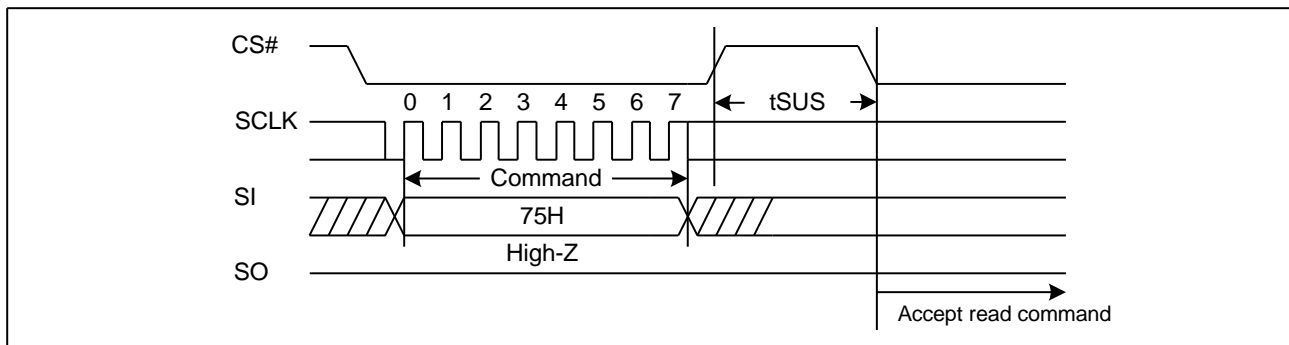 CS#
tSUS
0 1 2 3 4 5 6 7
SCLK
Command
SI
75H
High-Z
SO
Accept read command